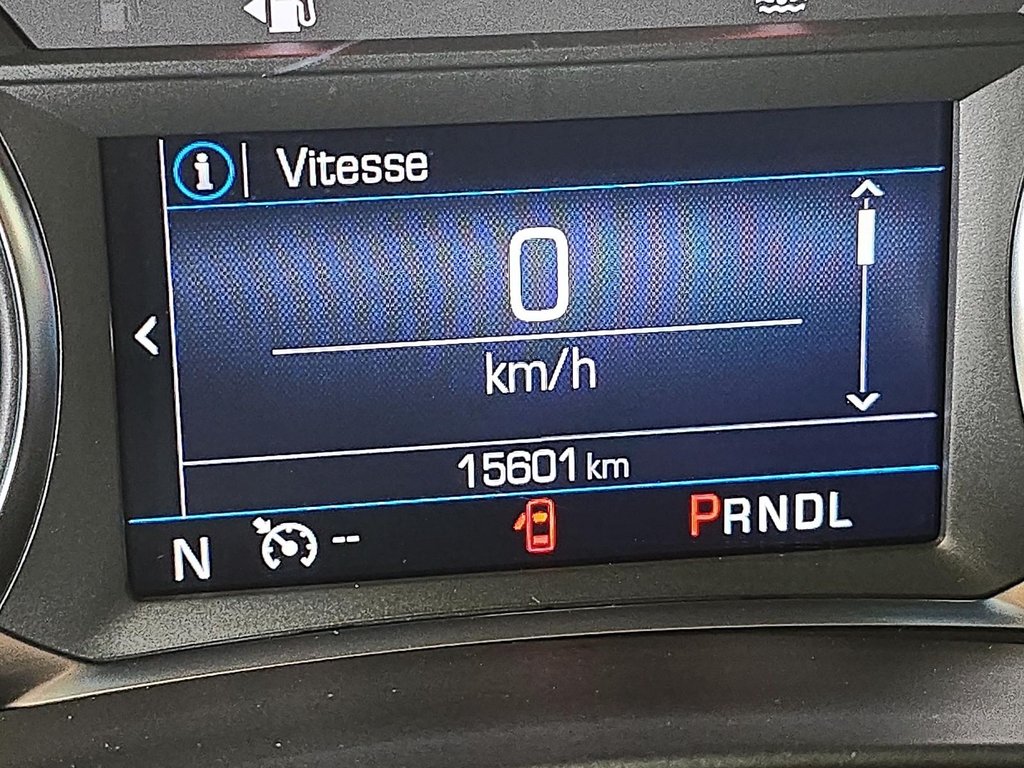 Vitesse
0
km/h
15601 km
N -- PRNDL